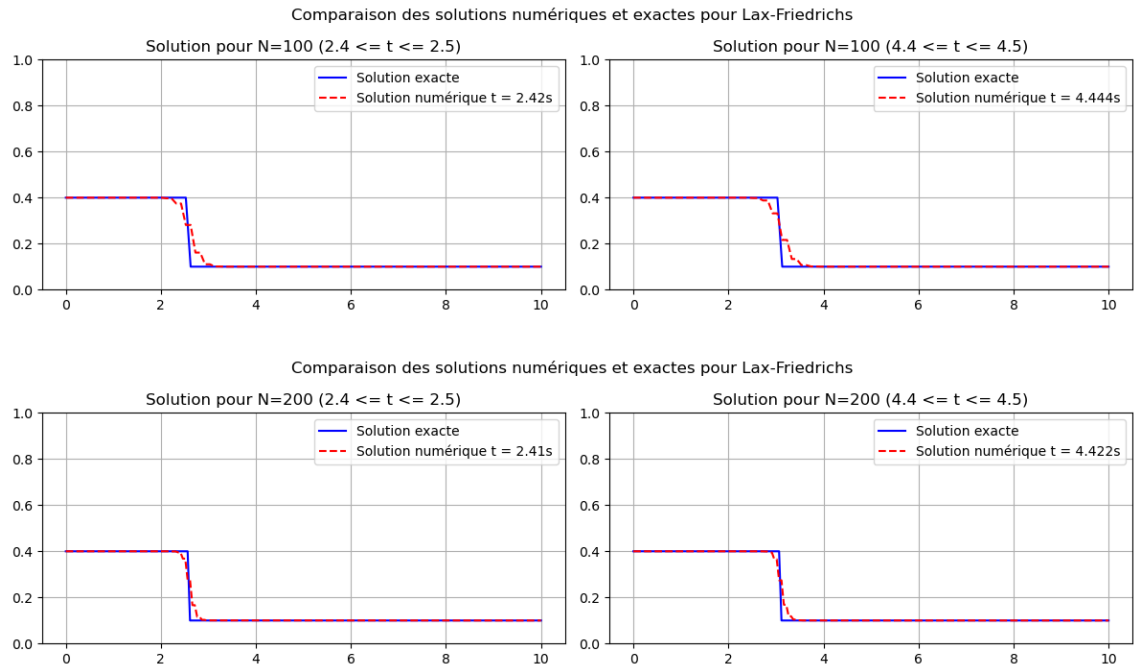 Comparaison des solutions numériques et exactes pour Lax-Friedrichs
Solution pour N=100 (2.4 <= t <= 2.5)
1.0
0.8
0.6
0.4
0.2
0.0
0 2 4 6 8 10
Solution exacte
Solution numérique t = 2.42s
Solution pour N=100 (4.4 <= t <= 4.5)
1.0
0.8
0.6
0.4
0.2
0.0
0 2 4 6 8 10
Solution exacte
Solution numérique t = 4.444s
Comparaison des solutions numériques et exactes pour Lax-Friedrichs
Solution pour N=200 (2.4 <= t <= 2.5)
1.0
0.8
0.6
0.4
0.2
0.0
0 2 4 6 8 10
Solution exacte
Solution numérique t = 2.41s
Solution pour N=200 (4.4 <= t <= 4.5)
1.0
0.8
0.6
0.4
0.2
0.0
0 2 4 6 8 10
Solution exacte
Solution numérique t = 4.422s